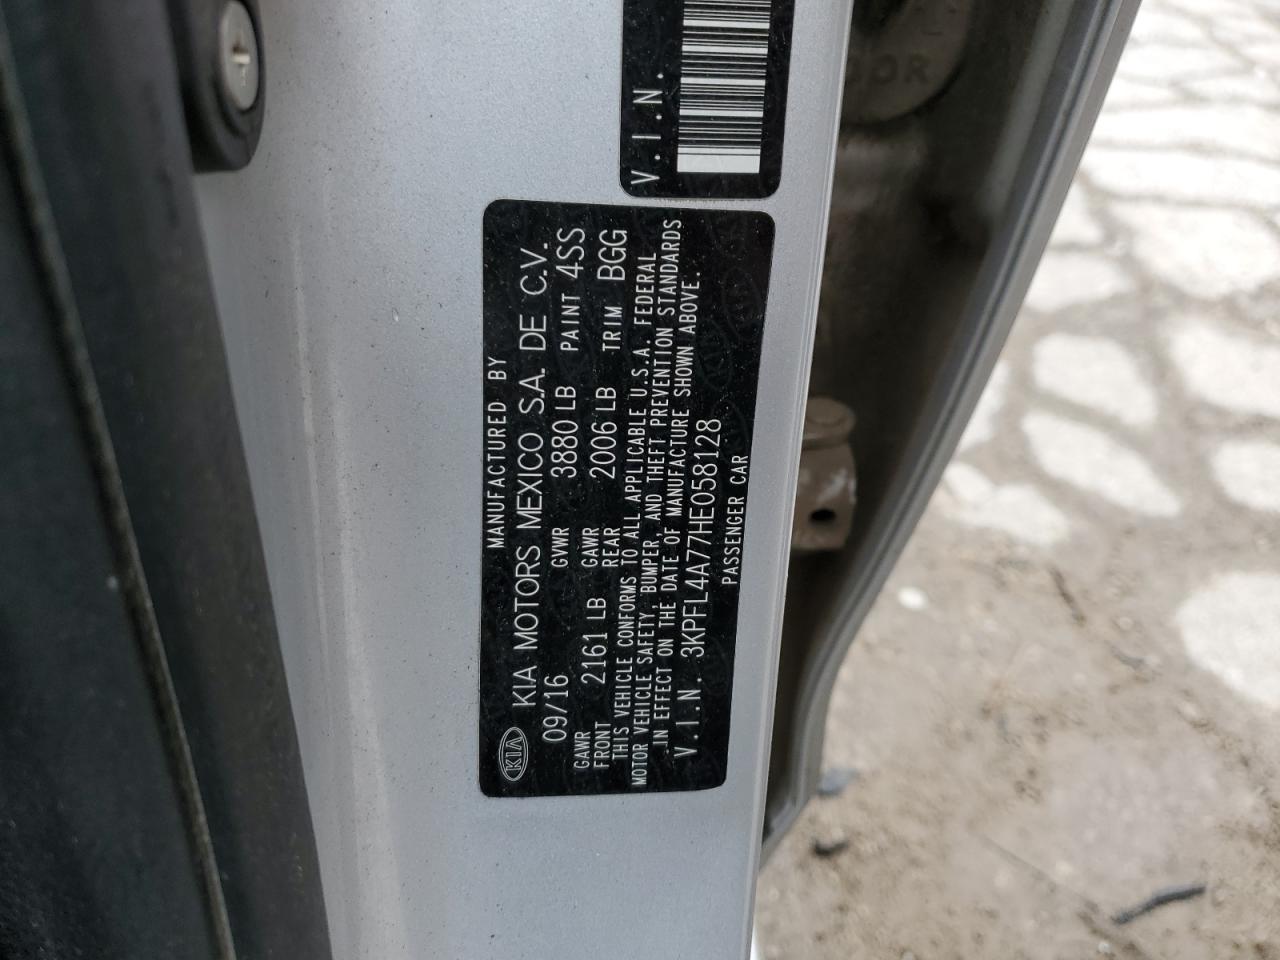 V.I.N.
MANUFACTURED BY
KIA KIA MOTORS MEXICO S.A. DE C.V.
09/16 GVWR 3880 LB PAINT 4SS
GAWR FRONT 2161 LB GAWR REAR 2006 LB TRIM BGG
THIS VEHICLE CONFORMS TO ALL APPLICABLE U.S.A. FEDERAL
MOTOR VEHICLE SAFETY, BUMPER, AND THEFT PREVENTION STANDARDS
IN EFFECT ON THE DATE OF MANUFACTURE SHOWN ABOVE.
V.I.N. 3KPFL4A77HE058128
PASSENGER CAR